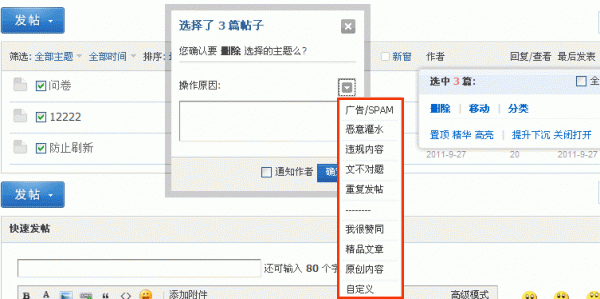 发帖
选择了 3 篇帖子
您确认要 删除 选择的主题么?
筛选: 全部主题 全部时间 排序:
新窗 作者 回复/查看 最后发表
操作原因:
选中 3 篇: 全
问卷
删除 | 移动 | 分类
广告/SPAM
12222
恶意灌水
置顶 精华 高亮 | 提升下沉 关闭打开
违规内容
防止刷新
2011-9-27 20 2011-9-27
文不对题
通知作者
重复发帖
发帖
--------
快速发帖
我很赞同
精品文章
还可输入 80 个字
原创内容
B A 添加附件
自定义
高级模式